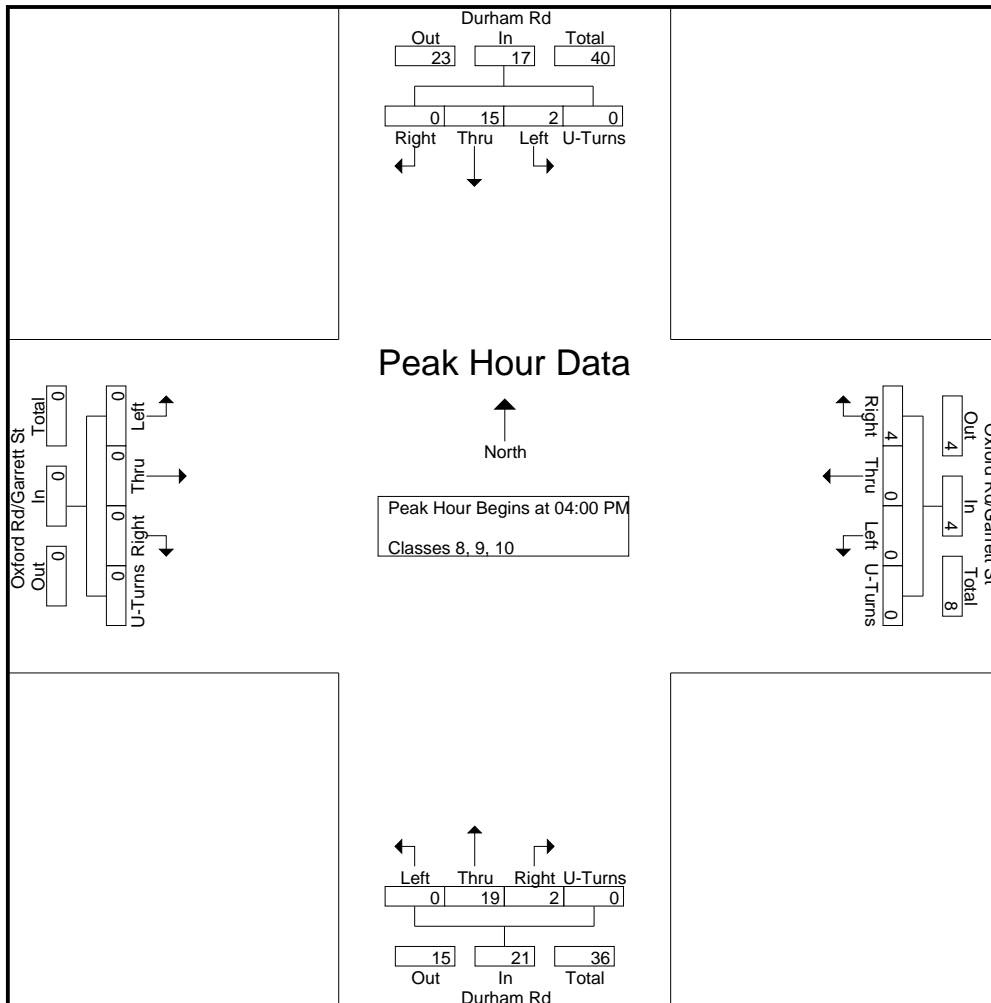 Durham Rd
Out In Total
23 17 40
0 15 2 0
Right Thru Left U-Turns
Peak Hour Data
North
Peak Hour Begins at 04:00 PM
Classes 8, 9, 10
Oxford Rd/Garrett St
Total In Out
0 0 0
0 0 0 0
Left Thru Right U-Turns
Oxford Rd/Garrett St
Out In Total
4 4 8
4 0 0 0
Right Thru Left U-Turns
Left Thru Right U-Turns
0 19 2 0
15 21 36
Out In Total
Durham Rd